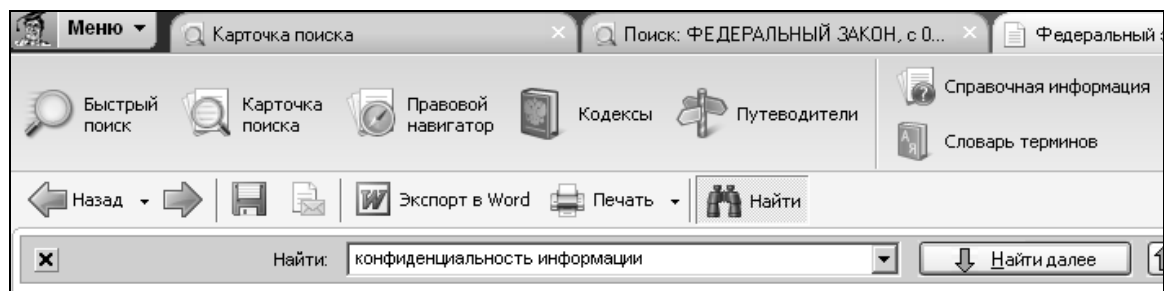 Меню
Карточка поиска
Поиск: ФЕДЕРАЛЬНЫЙ ЗАКОН, с 0...
Федеральный
Быстрый поиск
Карточка поиска
Правовой навигатор
Кодексы
Путеводители
Справочная информация
Словарь терминов
Назад
Экспорт в Word
Печать
Найти
Найти:
конфиденциальность информации
Найти далее